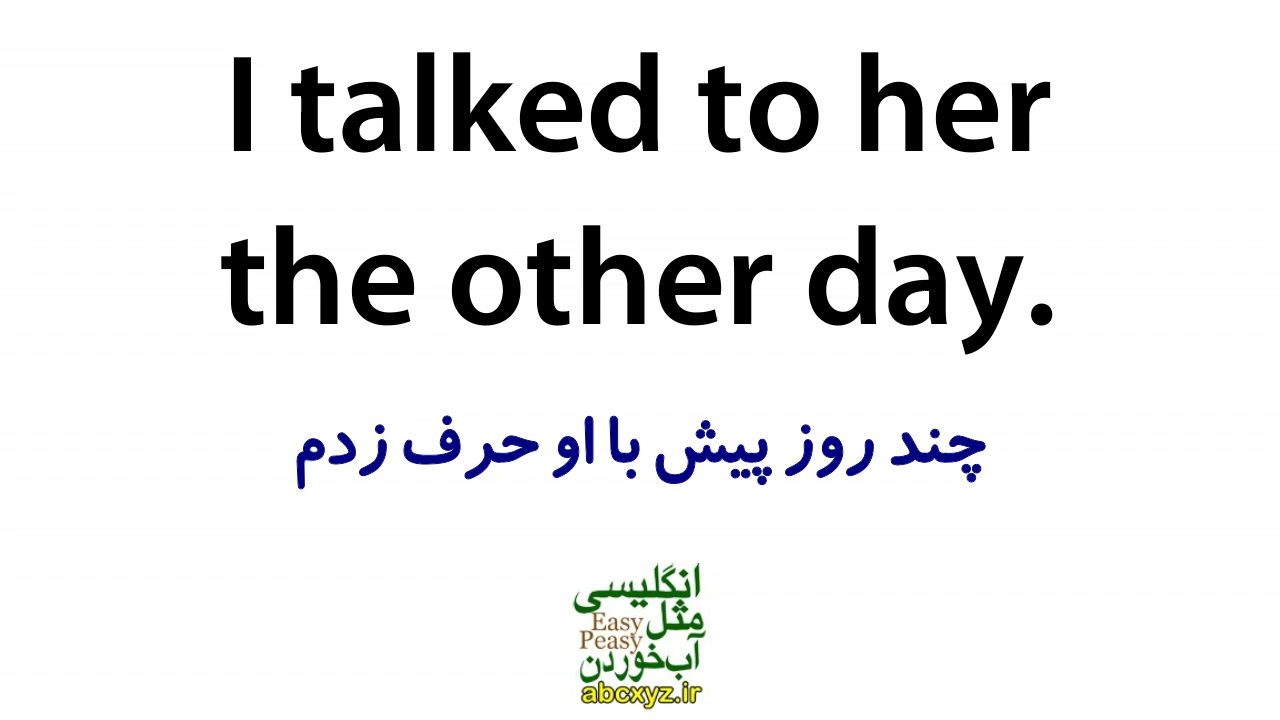 I talked to her
the other day.
چند روز پیش با او حرف زدم
انگلیسی
مثل
Easy
Peasy
آب‌خوردن
abcxyz.ir